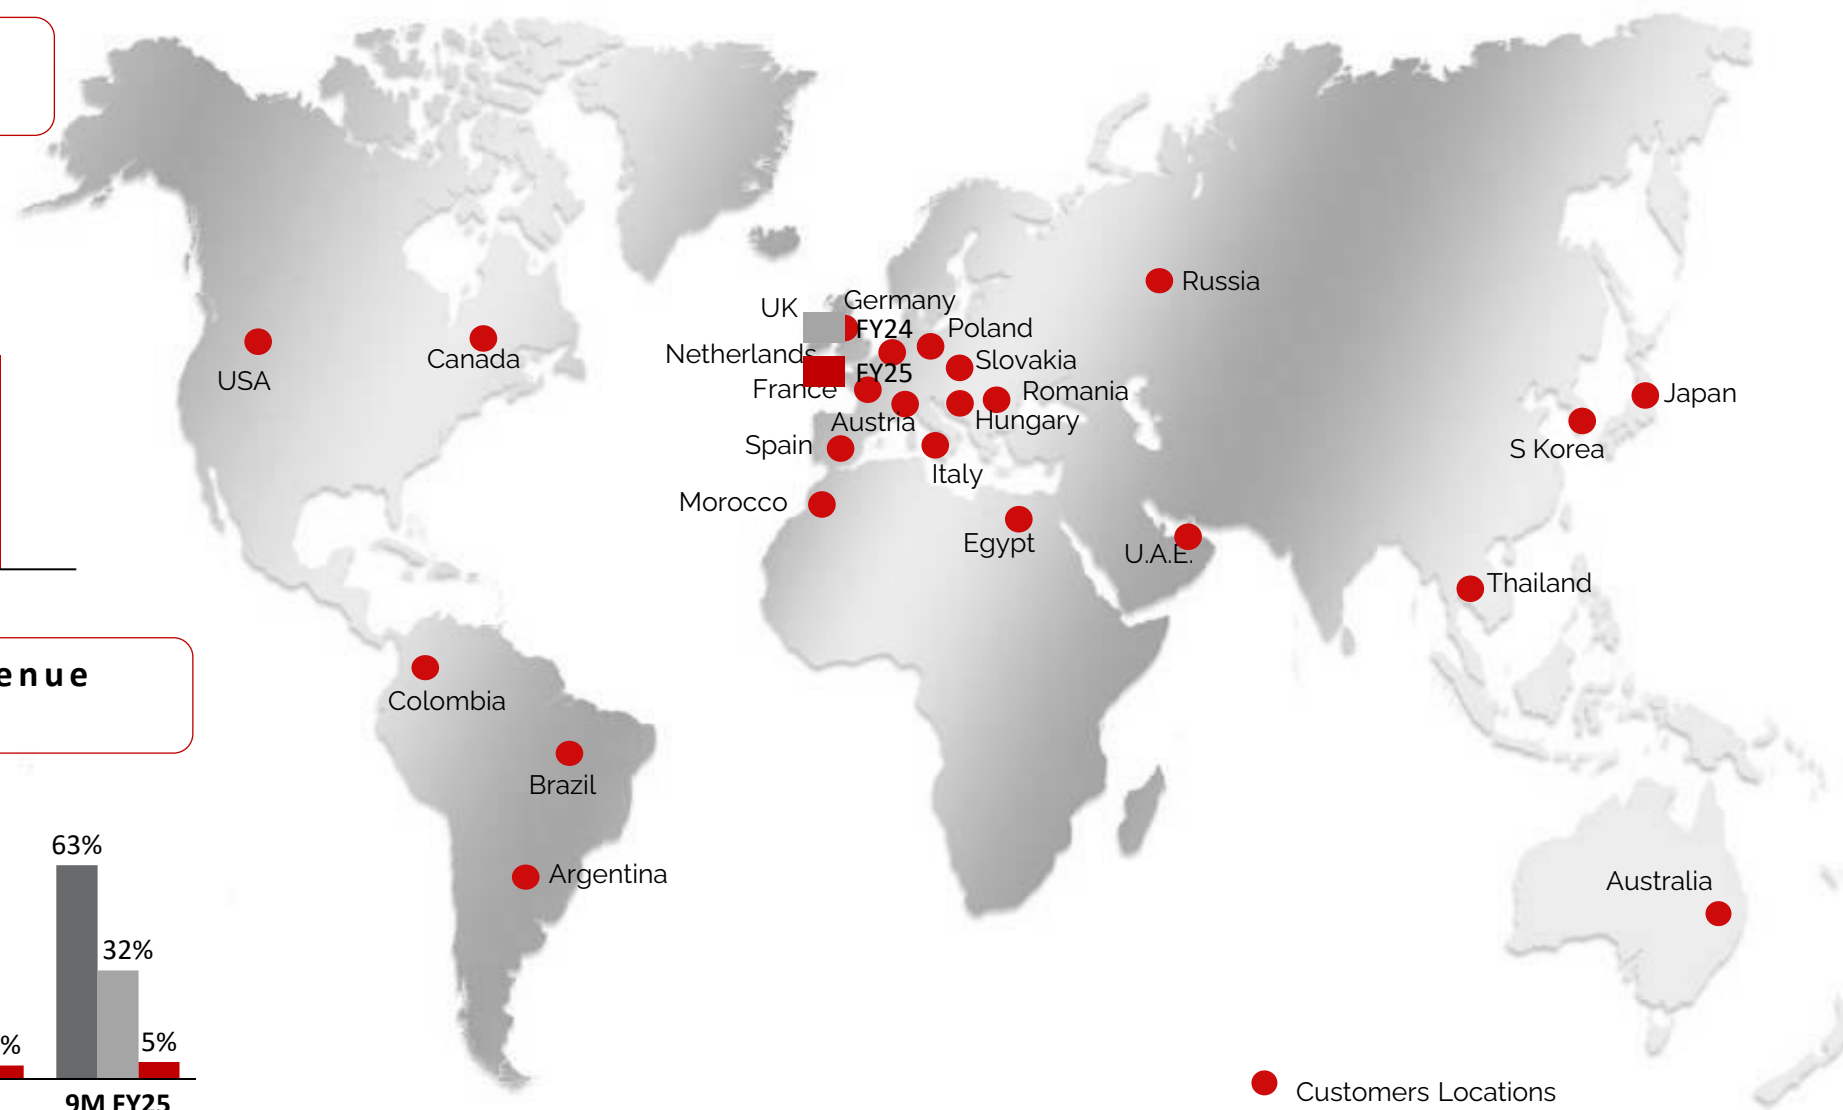 UK
Germany
FY24
Poland
Russia
Netherlands
Slovakia
FY25
France
Romania
Austria
Hungary
Spain
Italy
Morocco
Egypt
U.A.E.
USA
Canada
Japan
S Korea
Thailand
Colombia
Brazil
Argentina
Australia
63%
32%
5%
%
9M FY25
Customers Locations